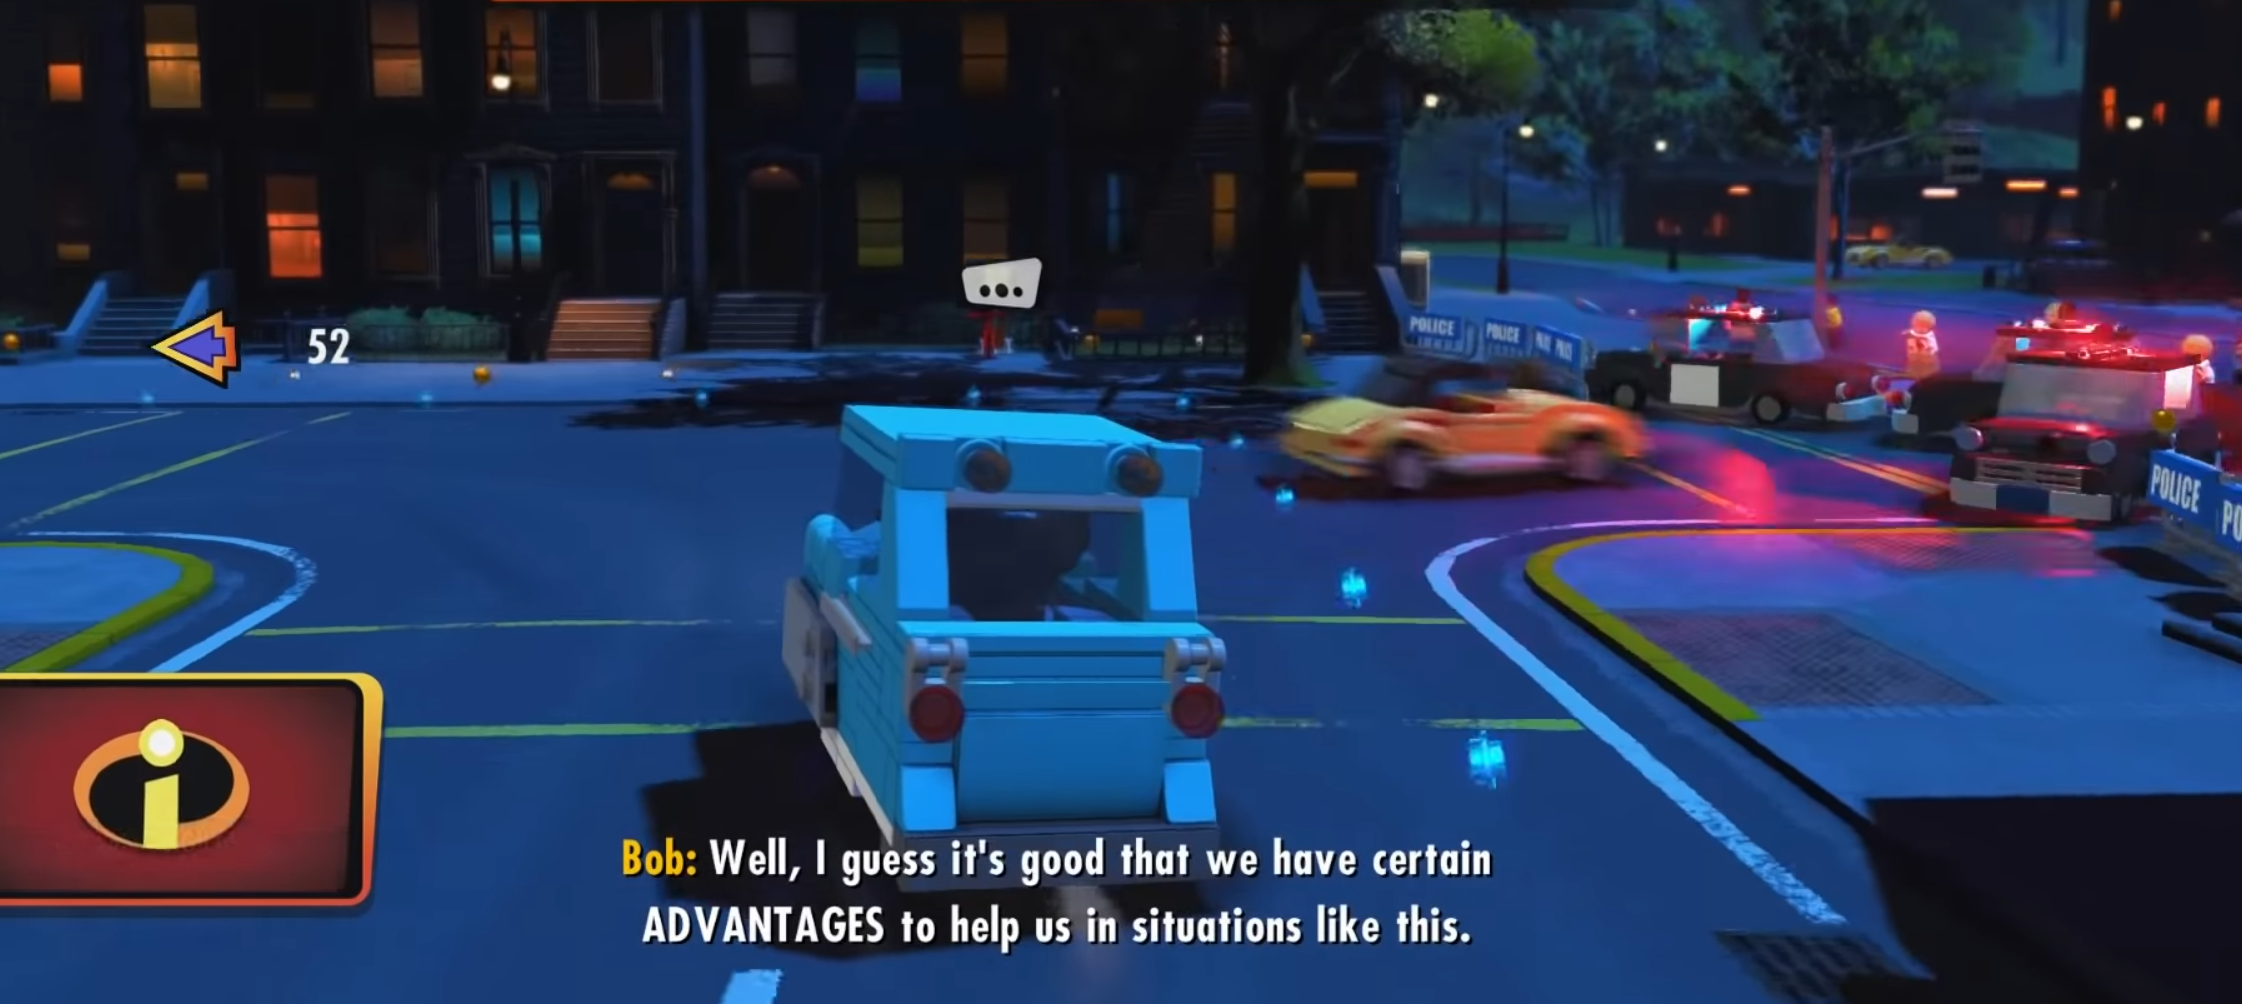 52
POLICE
POLICE
POLICE
PO
Bob: Well, I guess it's good that we have certain
ADVANTAGES to help us in situations like this.